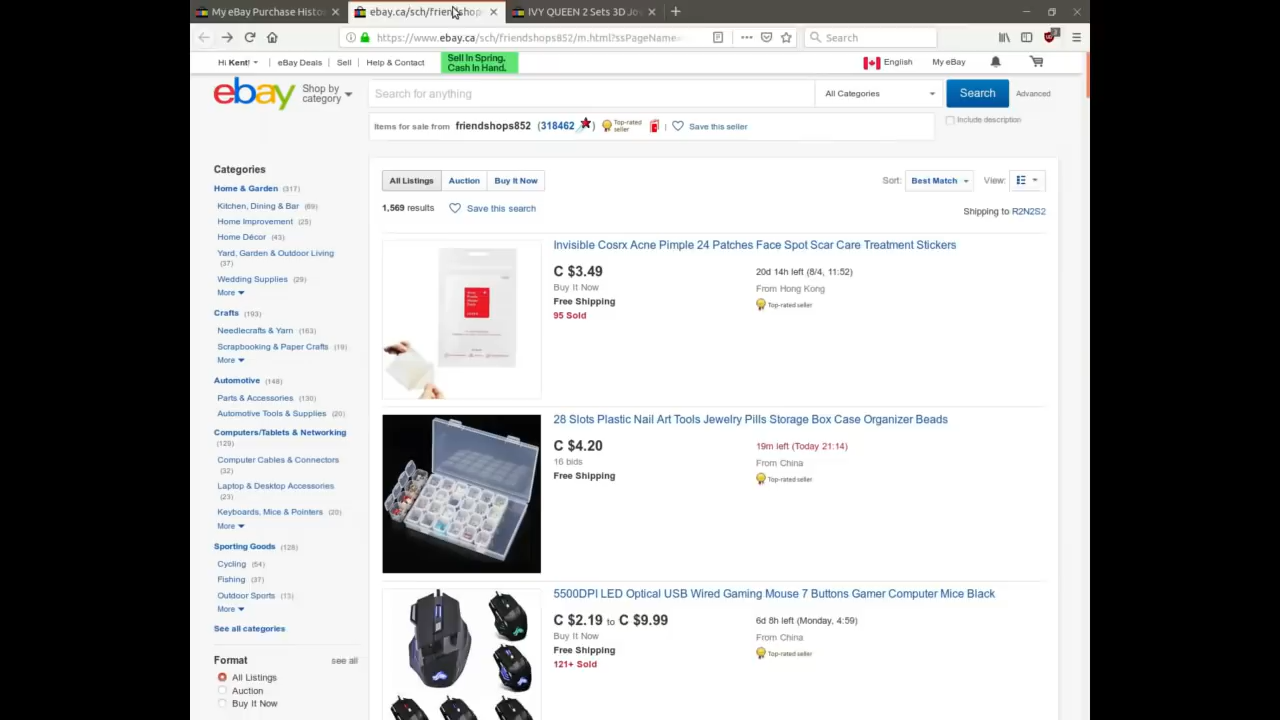 My eBay Purchase Histo
ebay.ca/sch/friendshop
IVY QUEEN 2 Sets 3D Jo
https://www.ebay.ca/sch/friendshops852/m.html?ssPageName=
Search
Hi Kent!
eBay Deals
Sell
Help & Contact
Sell In Spring.
Cash In Hand.
English
My eBay
ebay
Shop by
category
Search for anything
All Categories
Search
Advanced
Items for sale from friendshops852 (318462 )
Top-rated
seller
Save this seller
Include description
Categories
Home & Garden (317)
Kitchen, Dining & Bar (69)
Home Improvement (25)
Home Décor (43)
Yard, Garden & Outdoor Living
(37)
Wedding Supplies (29)
More
Crafts (193)
Needlecrafts & Yarn (163)
Scrapbooking & Paper Crafts (19)
More
Automotive (148)
Parts & Accessories (130)
Automotive Tools & Supplies (20)
Computers/Tablets & Networking
(129)
Computer Cables & Connectors
(32)
Laptop & Desktop Accessories
(23)
Keyboards, Mice & Pointers (20)
More
Sporting Goods (128)
Cycling (54)
Fishing (37)
Outdoor Sports (13)
More
See all categories
Format
see all
All Listings
Auction
Buy It Now
All Listings
Auction
Buy It Now
Sort:
Best Match
View:
1,569 results
Save this search
Shipping to R2N2S2
Invisible Cosrx Acne Pimple 24 Patches Face Spot Scar Care Treatment Stickers
C $3.49
Buy It Now
Free Shipping
95 Sold
20d 14h left (8/4, 11:52)
From Hong Kong
Top-rated seller
28 Slots Plastic Nail Art Tools Jewelry Pills Storage Box Case Organizer Beads
C $4.20
16 bids
Free Shipping
19m left (Today 21:14)
From China
Top-rated seller
5500DPI LED Optical USB Wired Gaming Mouse 7 Buttons Gamer Computer Mice Black
C $2.19 to C $9.99
Buy It Now
Free Shipping
121+ Sold
6d 8h left (Monday, 4:59)
From China
Top-rated seller